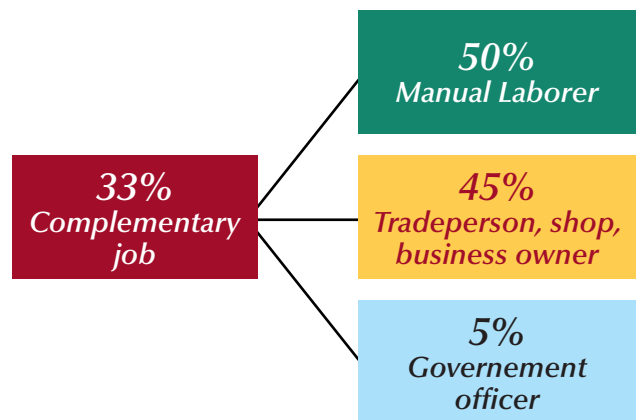 33%
Complementary
job
50%
Manual Laborer
45%
Tradeperson, shop,
business owner
5%
Governement
officer